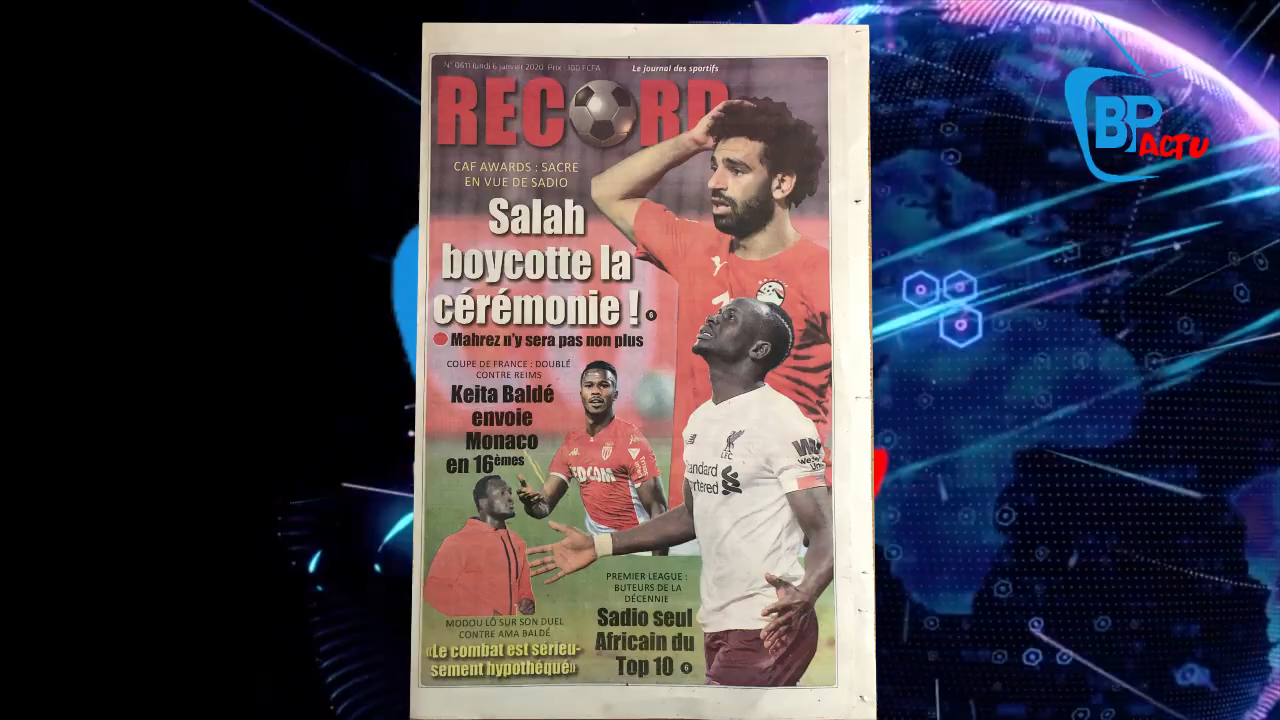 N° 0611 lundi 6 janvier 2020 Prix : 100 FCFA
Le journal des sportifs
RECORD
CAF AWARDS : SACRE
EN VUE DE SADIO
Salah
boycotte la
cérémonie ! 6
Mahrez n'y sera pas non plus
COUPE DE FRANCE : DOUBLÉ
CONTRE REIMS
Keita Baldé
envoie
Monaco
en 16èmes
MODOU LÔ SUR SON DUEL
CONTRE AMA BALDÉ
«Le combat est sérieu-
sement hypothéqué»
PREMIER LEAGUE :
BUTEURS DE LA
DÉCENNIE
Sadio seul
Africain du
Top 10 6
L.F.C.
tandard
artered
BP
ACTU